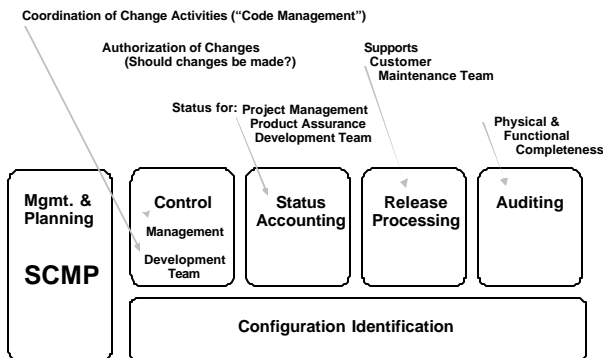 Coordination of Change Activities (“Code Management”)
Authorization of Changes
(Should changes be made?)
Supports
Customer
Maintenance Team
Status for: Project Management
Product Assurance
Development Team
Physical &
Functional
Completeness
Mgmt. &
Planning
SCMP
Control
Management
Development
Team
Status
Accounting
Release
Processing
Auditing
Configuration Identification